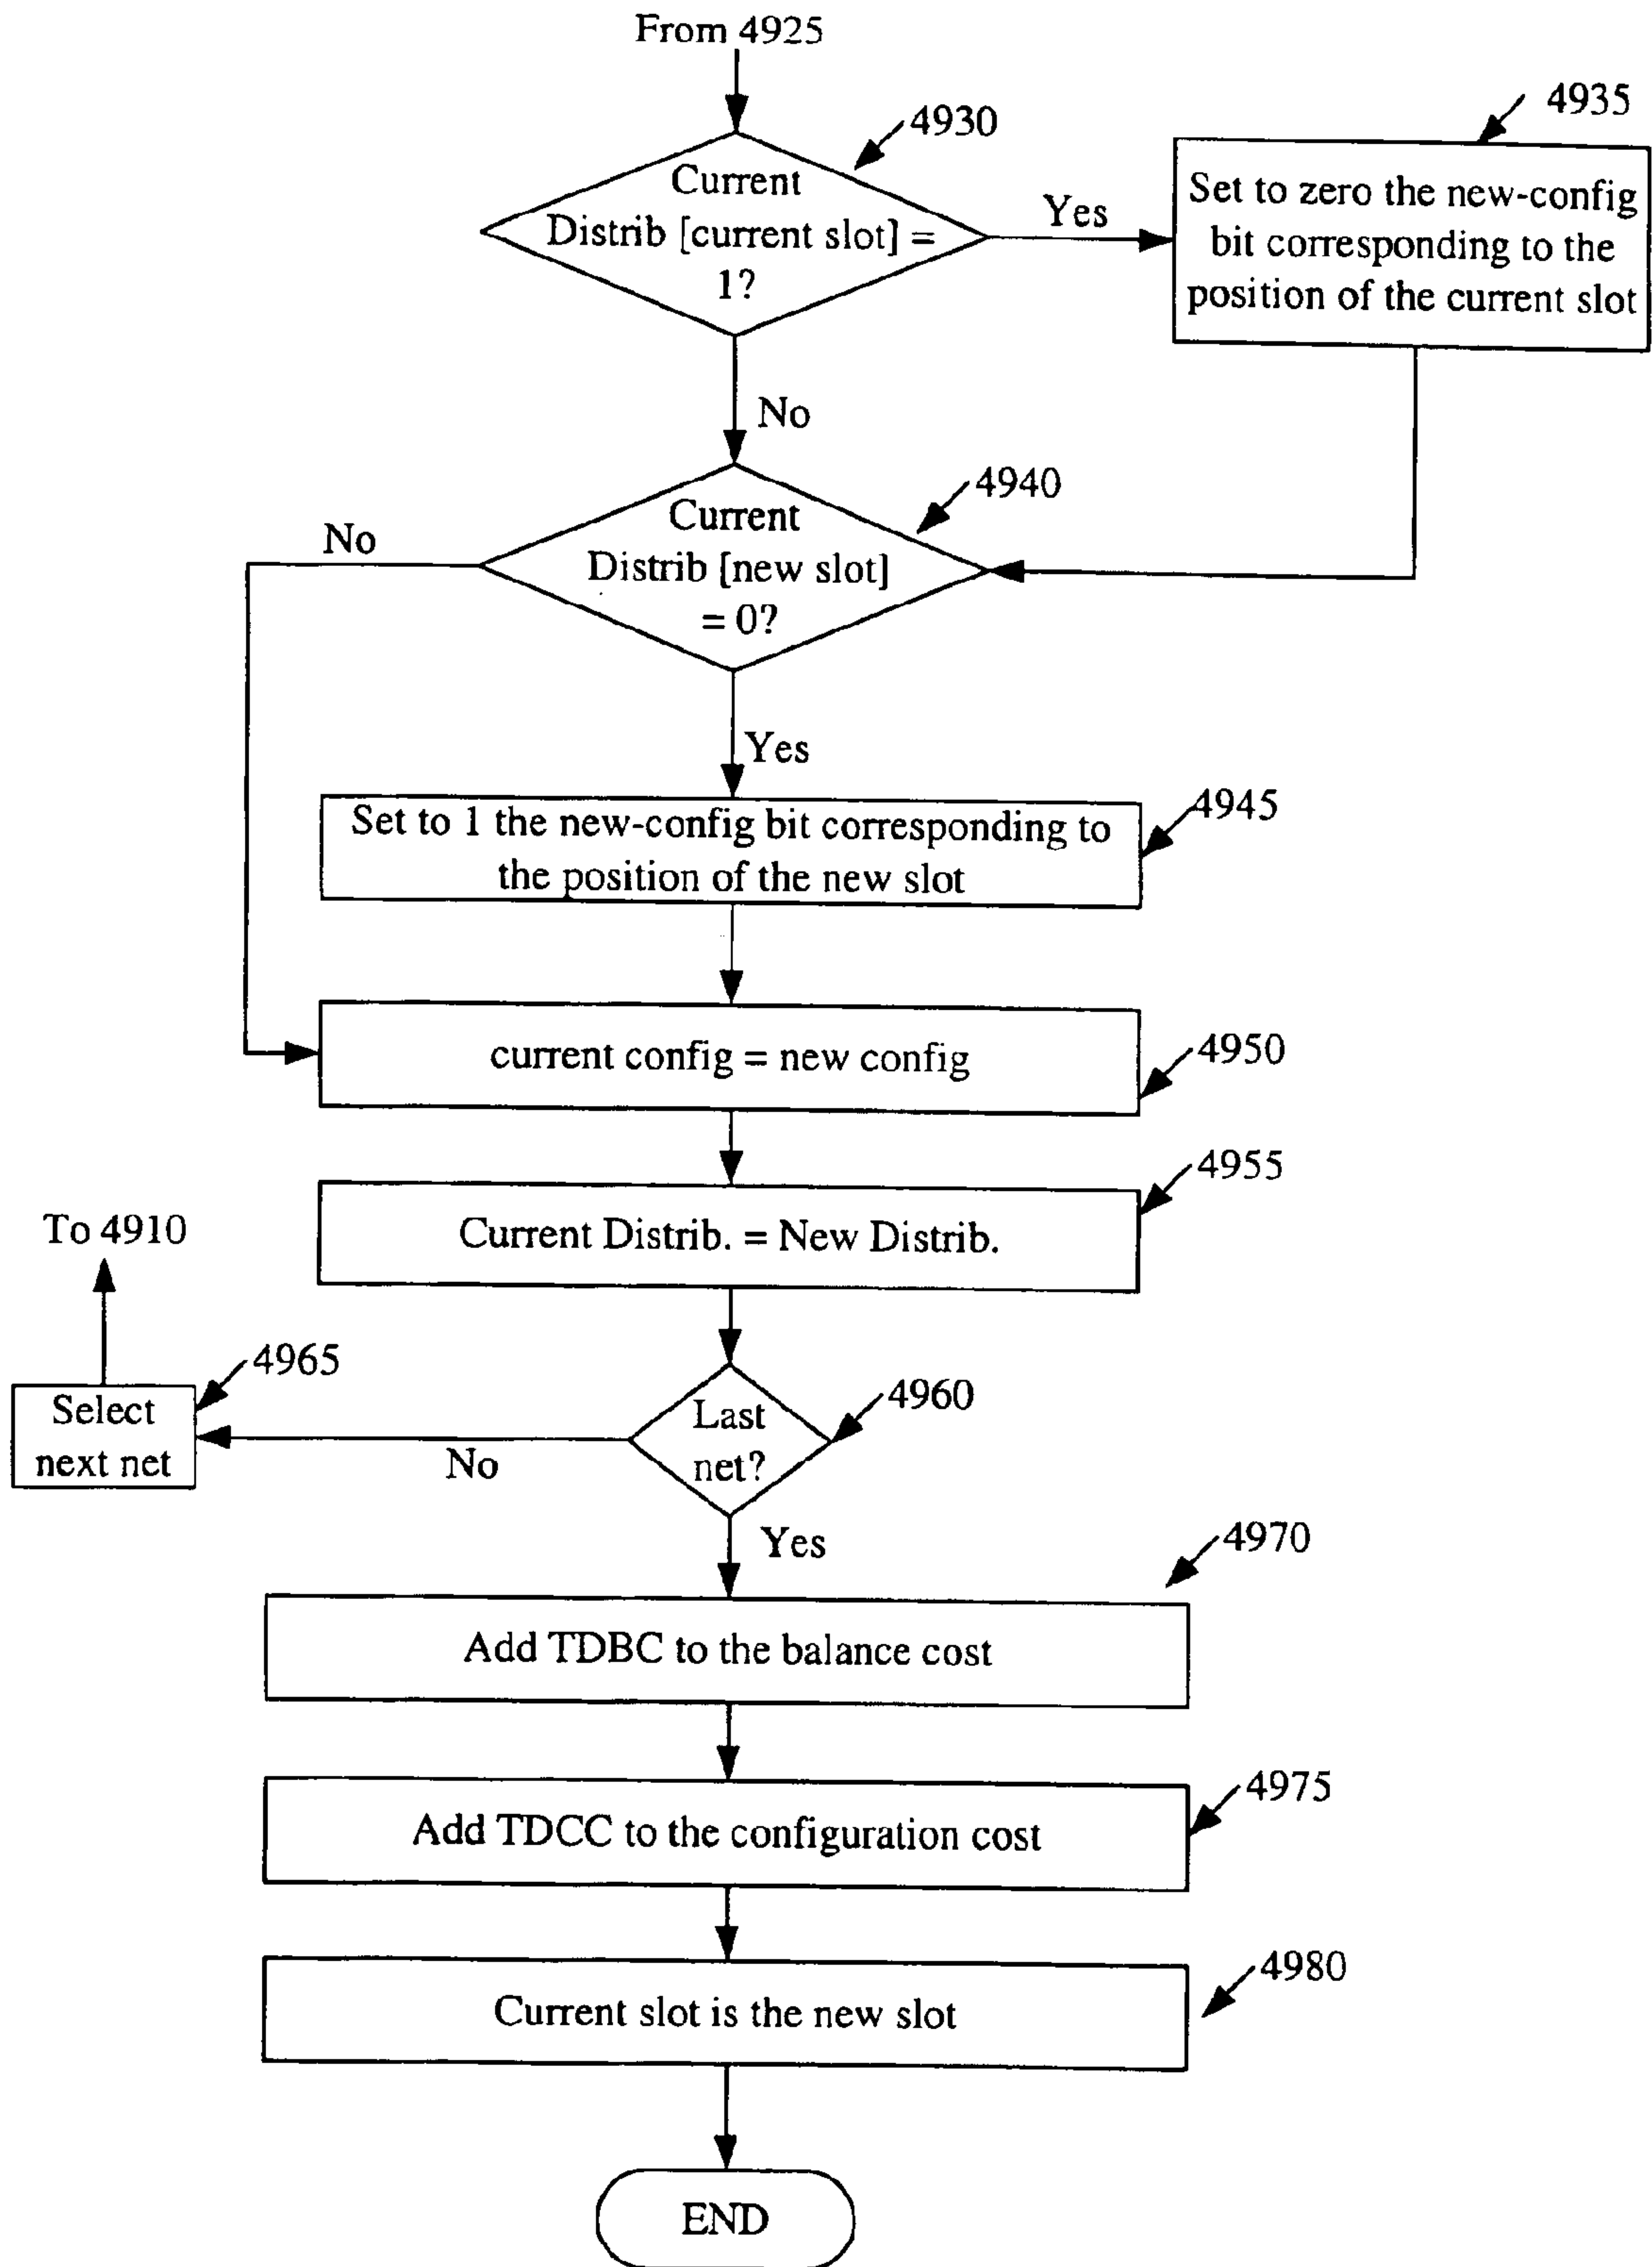 From 4925
4930
Current
Distrib [current slot] =
1?
Yes
4935
Set to zero the new-config
bit corresponding to the
position of the current slot
No
4940
Current
Distrib [new slot]
= 0?
No
Yes
4945
Set to 1 the new-config bit corresponding to
the position of the new slot
4950
current config = new config
4955
Current Distrib. = New Distrib.
To 4910
4965
Select
next net
4960
Last
net?
No
Yes
4970
Add TDBC to the balance cost
4975
Add TDCC to the configuration cost
4980
Current slot is the new slot
END